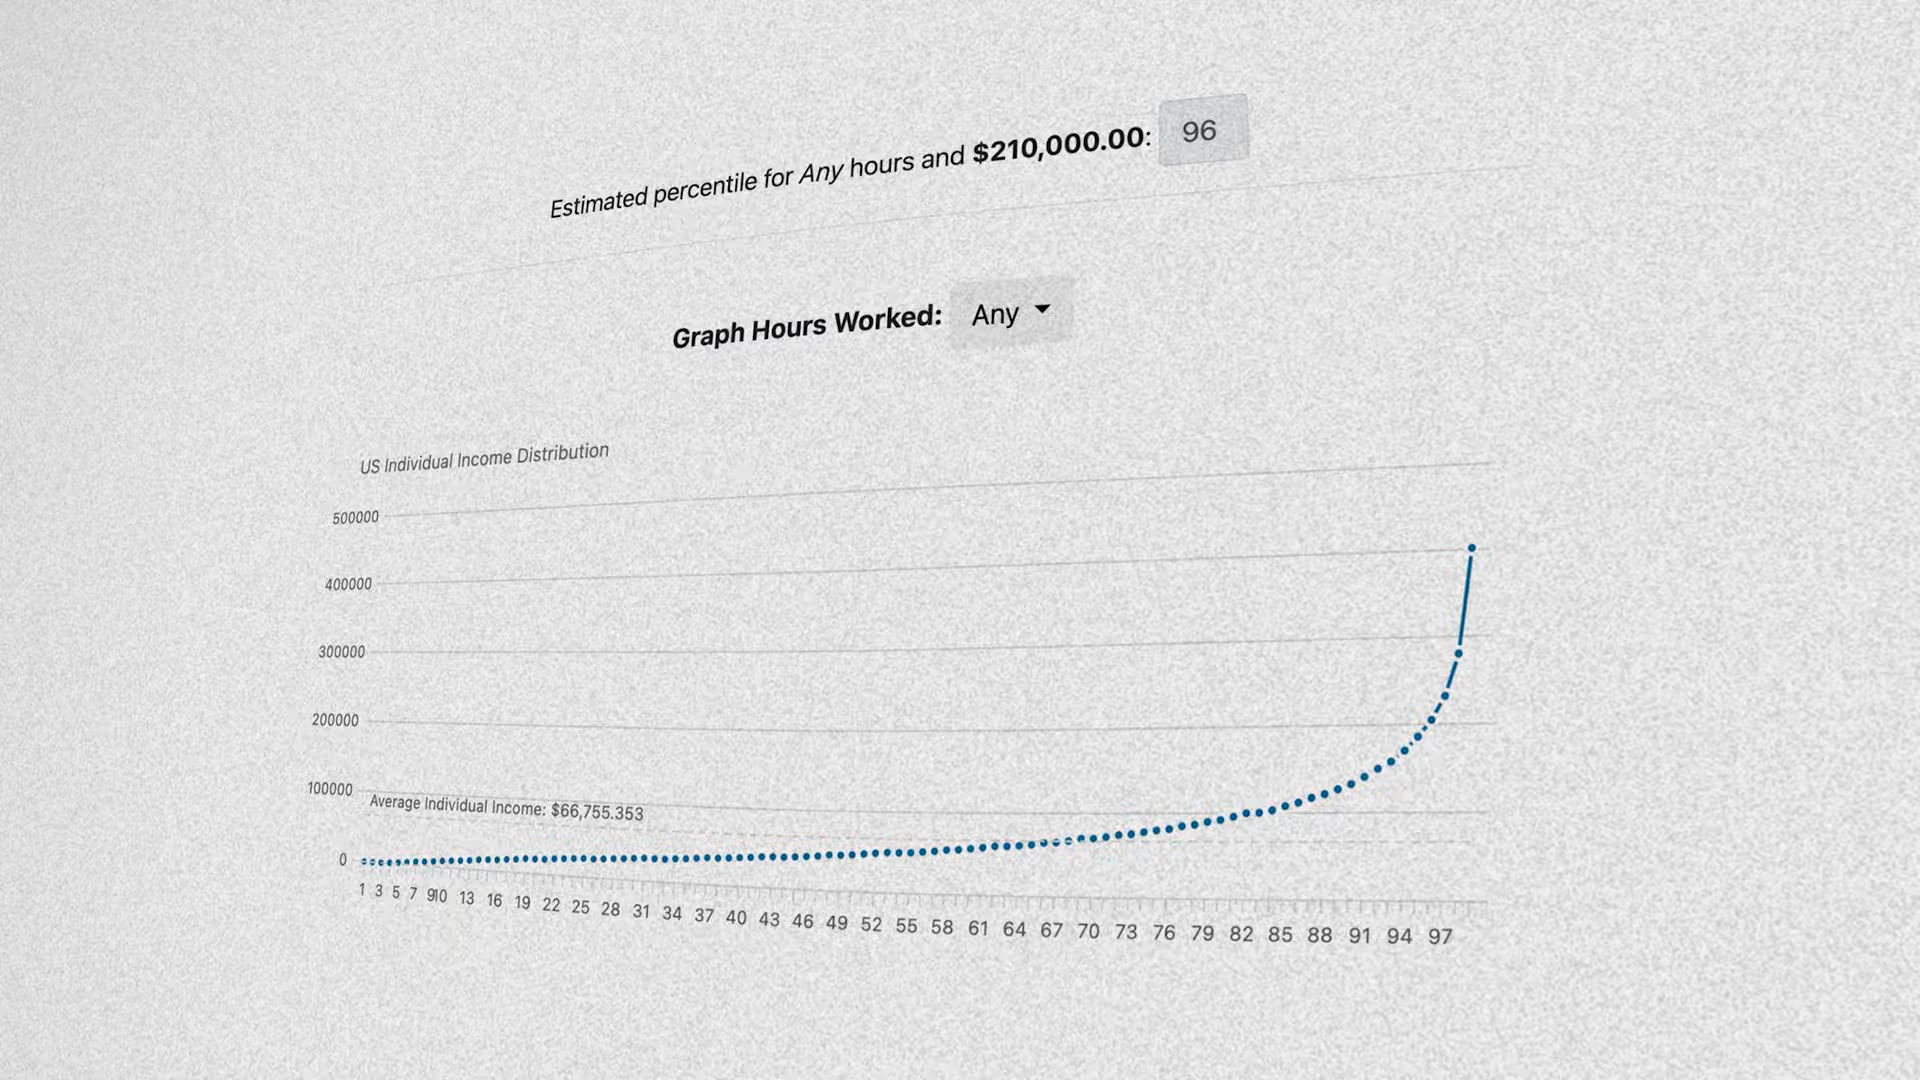 Estimated percentile for Any hours and $210,000.00: 96
Graph Hours Worked: Any
US Individual Income Distribution
500000
400000
300000
200000
100000
Average Individual Income: $66,755.353
0
1 3 5 7 9 10 13 16 19 22 25 28 31 34 37 40 43 46 49 52 55 58 61 64 67 70 73 76 79 82 85 88 91 94 97